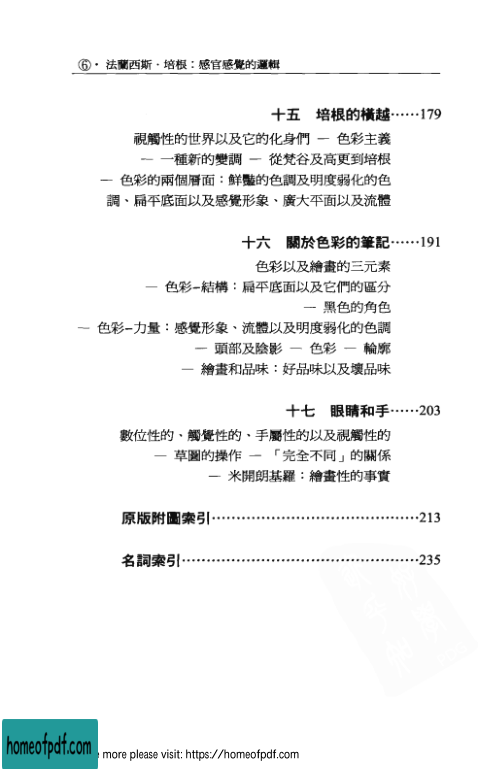 ⑥・法蘭西斯・培根：感官感覺的邏輯
十五　培根的橫越……179
視觸性的世界以及它的化身們 — 色彩主義
— 一種新的變調 — 從梵谷及高更到培根
— 色彩的兩個層面：鮮豔的色調及明度弱化的色
調、扁平底面以及感覺形象、廣大平面以及流體
十六　關於色彩的筆記……191
色彩以及繪畫的三元素
— 色彩–結構：扁平底面以及它們的區分
— 黑色的角色
— 色彩–力量：感覺形象、流體以及明度弱化的色調
— 頭部及陰影 — 色彩 — 輪廓
— 繪畫和品味：好品味以及壞品味
十七　眼睛和手……203
數位性的、觸覺性的、手屬性的以及視觸性的
— 草圖的操作 — 「完全不同」的關係
— 米開朗基羅：繪畫性的事實
原版附圖索引……………………………………213
名詞索引…………………………………………235
homeofpdf.com
more please visit: https://homeofpdf.com